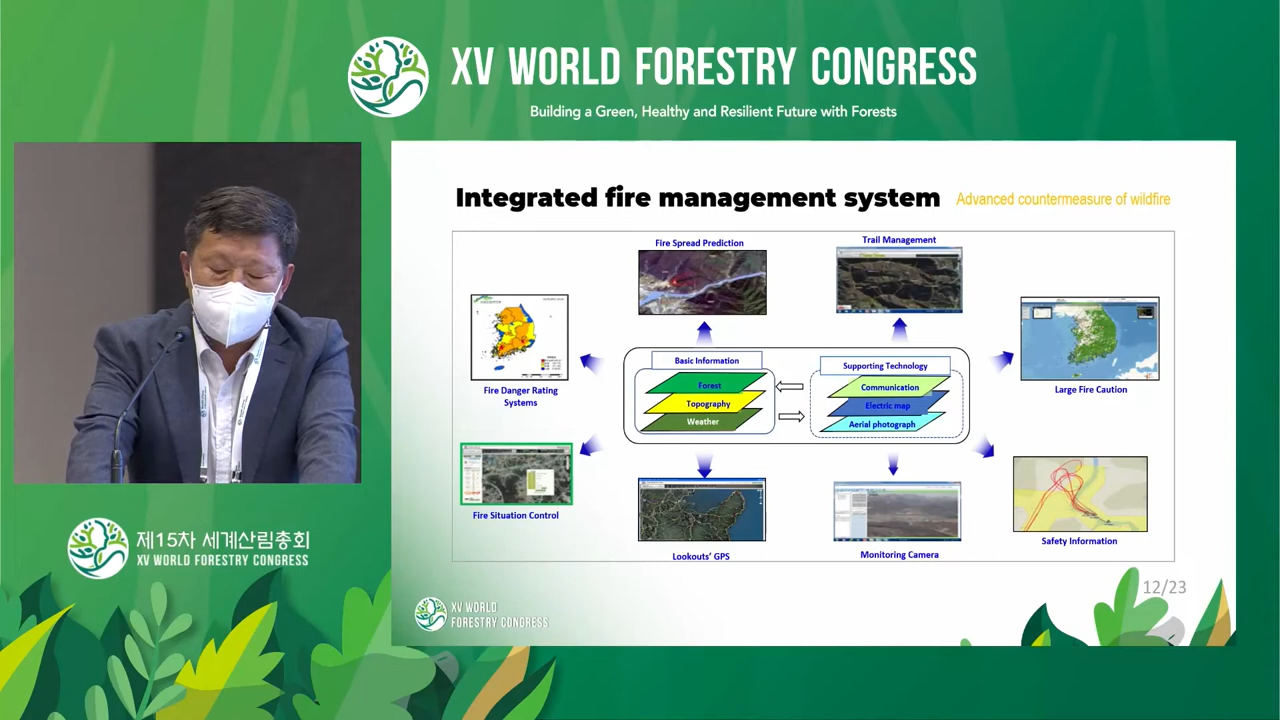 XV WORLD FORESTRY CONGRESS
Building a Green, Healthy and Resilient Future with Forests
Integrated fire management system
Advanced countermeasure of wildfire
Fire Spread Prediction
Trail Management
Fire Danger Rating
Systems
Basic Information
Forest
Topography
Weather
Supporting Technology
Communication
Electric map
Aerial photograph
Large Fire Caution
Fire Situation Control
Lookouts' GPS
Monitoring Camera
Safety Information
12/23
XV WORLD
FORESTRY CONGRESS
제15차 세계산림총회
XV WORLD FORESTRY CONGRESS